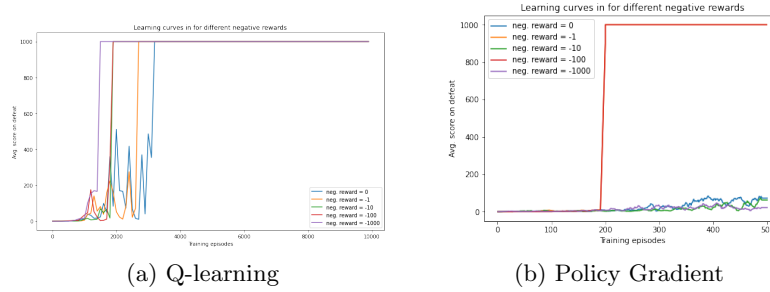 Learning curves in for different negative rewards
Avg. score on defeat
1000
800
600
400
200
0
0
2000
4000
6000
8000
10000
Training episodes
neg. reward = 0
neg. reward = -1
neg. reward = -10
neg. reward = -100
neg. reward = -1000
(a) Q-learning
Learning curves in for different negative rewards
Avg. score on defeat
1000
800
600
400
200
0
0
100
200
300
400
Training episodes
neg. reward = 0
neg. reward = -1
neg. reward = -10
neg. reward = -100
neg. reward = -1000
(b) Policy Gradient